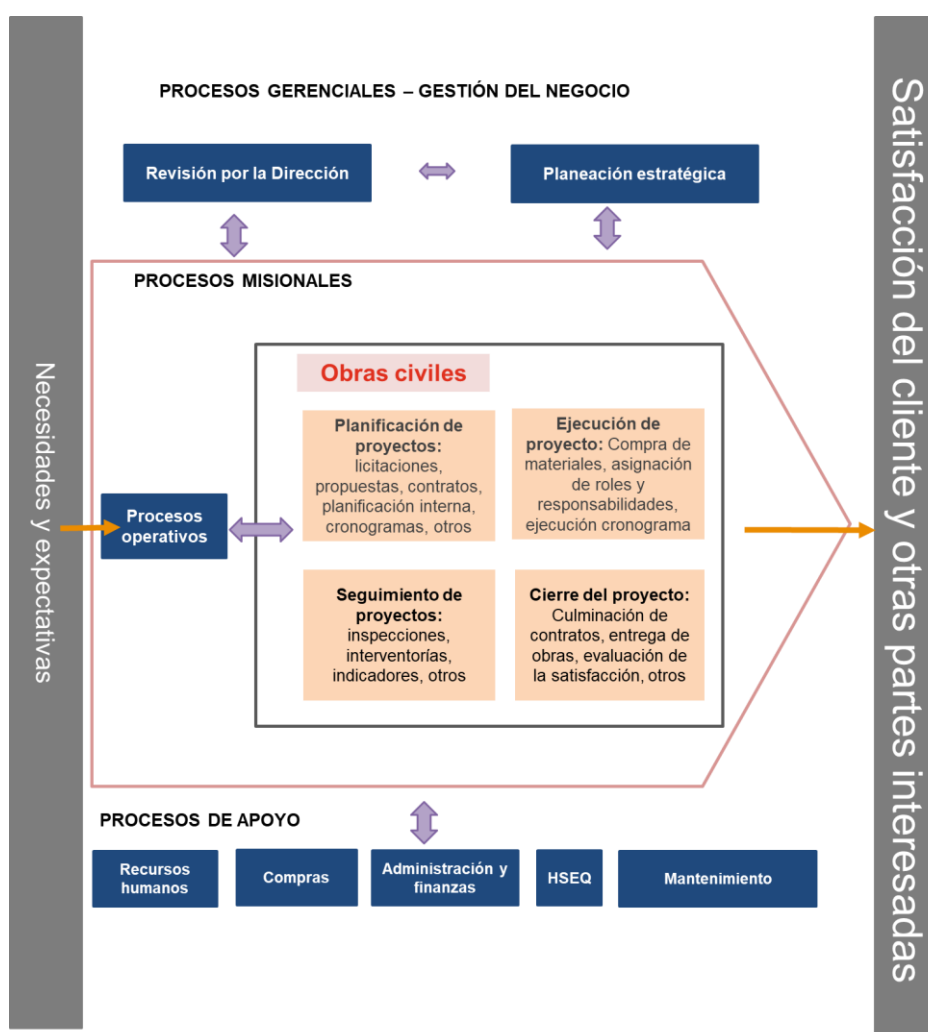 PROCESOS GERENCIALES – GESTIÓN DEL NEGOCIO
Revisión por la Dirección
Planeación estratégica
PROCESOS MISIONALES
Necesidades y expectativas
Procesos
operativos
Obras civiles
Planificación de
proyectos:
licitaciones,
propuestas, contratos,
planificación interna,
cronogramas, otros
Ejecución de
proyecto: Compra de
materiales, asignación
de roles y
responsabilidades,
ejecución cronograma
Seguimiento de
proyectos:
inspecciones,
interventorías,
indicadores, otros
Cierre del proyecto:
Culminación de
contratos, entrega de
obras, evaluación de
la satisfacción, otros
Satisfacción del cliente y otras partes interesadas
PROCESOS DE APOYO
Recursos
humanos
Compras
Administración y
finanzas
HSEQ
Mantenimiento